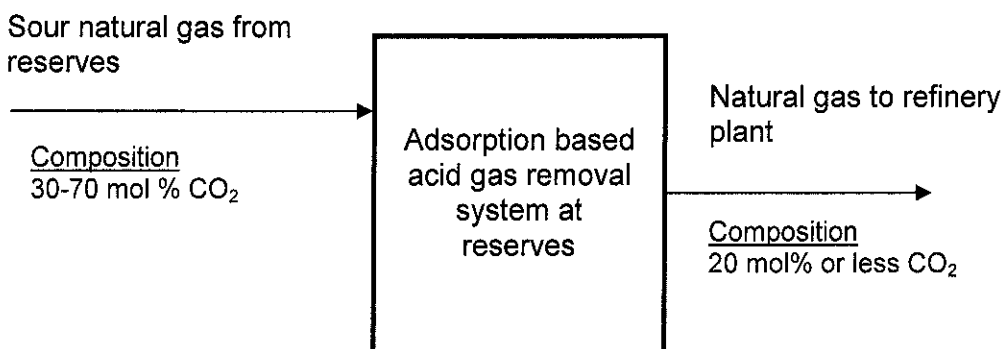 Sour natural gas from
reserves
Composition
30-70 mol % CO₂
Adsorption based
acid gas removal
system at
reserves
Natural gas to refinery
plant
Composition
20 mol% or less CO₂